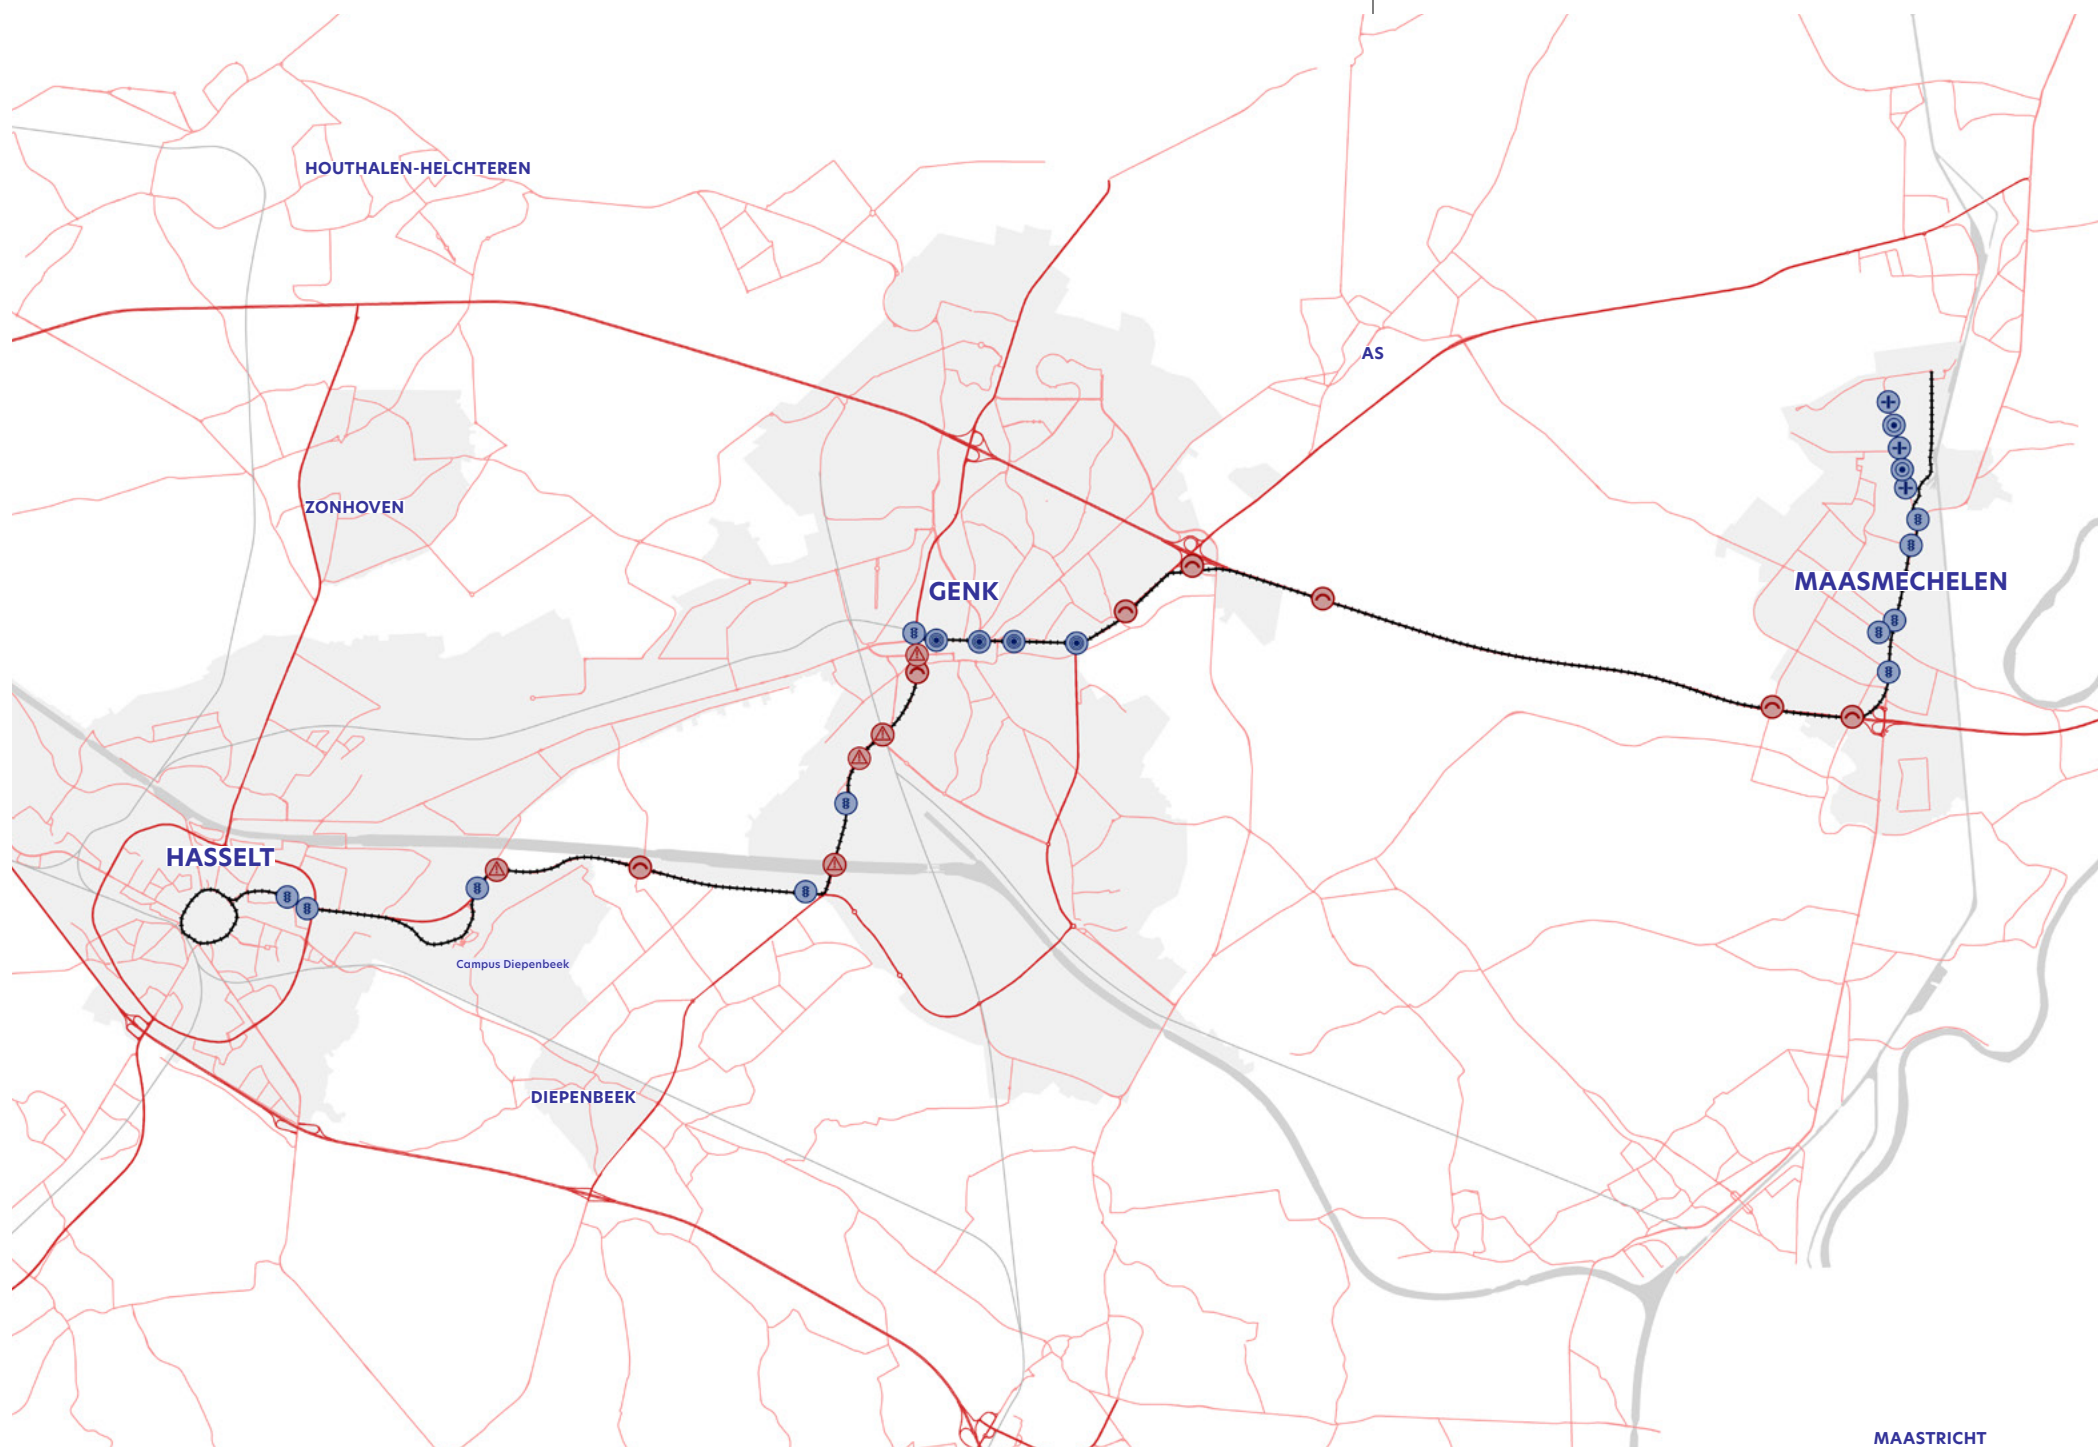 HOUTHALEN-HELCHTEREN
AS
ZONHOVEN
GENK
MAASMECHELEN
HASSELT
Campus Diepenbeek
DIEPENBEEK
MAASTRICHT